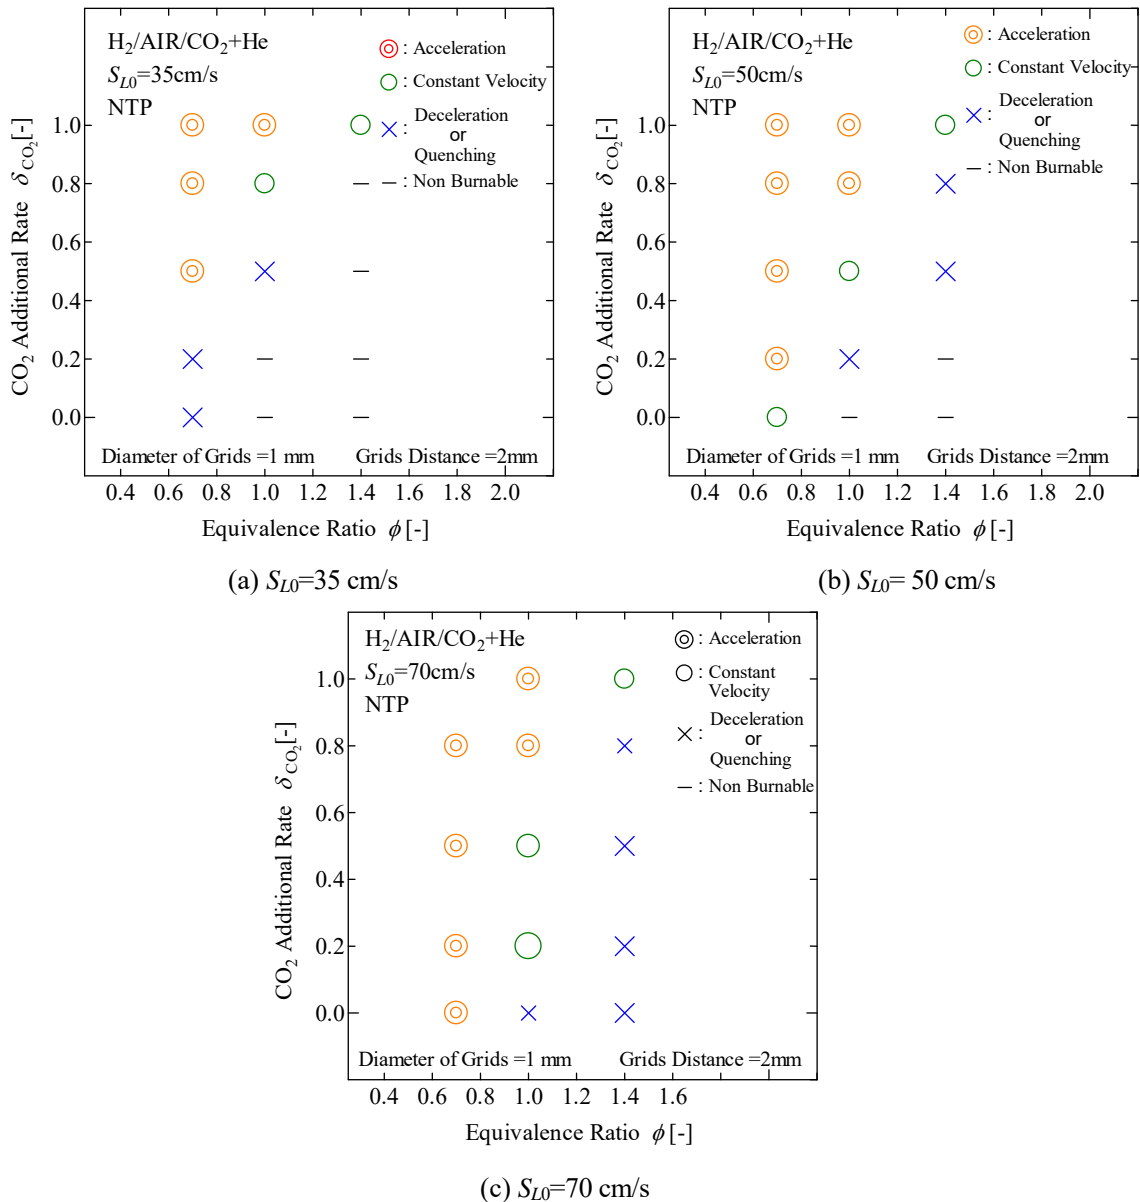 H₂/AIR/CO₂+He
S_L0=35cm/s
NTP
: Acceleration
: Constant Velocity
: Deceleration
or
Quenching
: Non Burnable
CO₂ Additional Rate δ_CO₂[-]
1.0
0.8
0.6
0.4
0.2
0.0
Diameter of Grids =1 mm Grids Distance =2mm
0.4 0.6 0.8 1.0 1.2 1.4 1.6 1.8 2.0
Equivalence Ratio ϕ[-]
(a) S_L0=35 cm/s
H₂/AIR/CO₂+He
S_L0=50cm/s
NTP
: Acceleration
: Constant Velocity
: Deceleration
or
Quenching
: Non Burnable
CO₂ Additional Rate δ_CO₂[-]
1.0
0.8
0.6
0.4
0.2
0.0
Diameter of Grids =1 mm Grids Distance =2mm
0.4 0.6 0.8 1.0 1.2 1.4 1.6 1.8 2.0
Equivalence Ratio ϕ[-]
(b) S_L0= 50 cm/s
H₂/AIR/CO₂+He
S_L0=70cm/s
NTP
: Acceleration
: Constant
Velocity
: Deceleration
or
Quenching
: Non Burnable
CO₂ Additional Rate δ_CO₂[-]
1.0
0.8
0.6
0.4
0.2
0.0
Diameter of Grids =1 mm Grids Distance =2mm
0.4 0.6 0.8 1.0 1.2 1.4 1.6
Equivalence Ratio ϕ[-]
(c) S_L0=70 cm/s